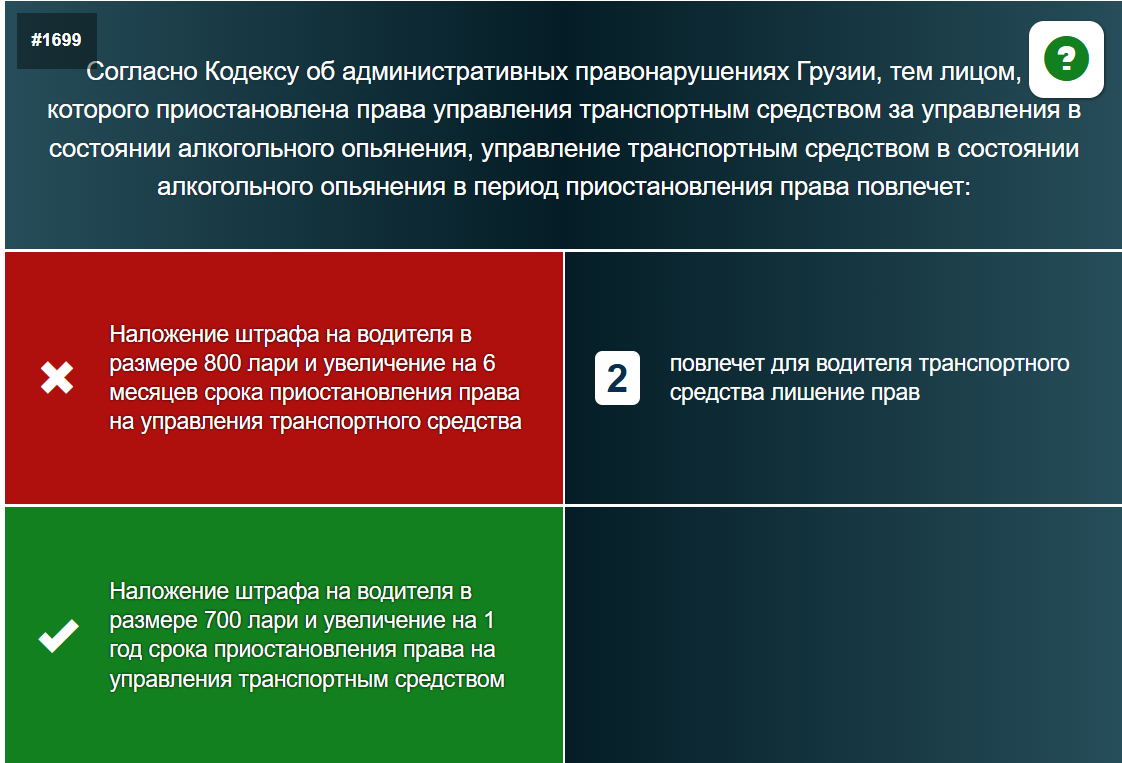 #1699
Согласно Кодексу об административных правонарушениях Грузии, тем лицом,
которого приостановлена права управления транспортным средством за управления в
состоянии алкогольного опьянения, управление транспортным средством в состоянии
алкогольного опьянения в период приостановления права повлечет:
?
Наложение штрафа на водителя в
размере 800 лари и увеличение на 6
месяцев срока приостановления права
на управления транспортного средства
2
повлечет для водителя транспортного
средства лишение прав
Наложение штрафа на водителя в
размере 700 лари и увеличение на 1
год срока приостановления права на
управления транспортным средством